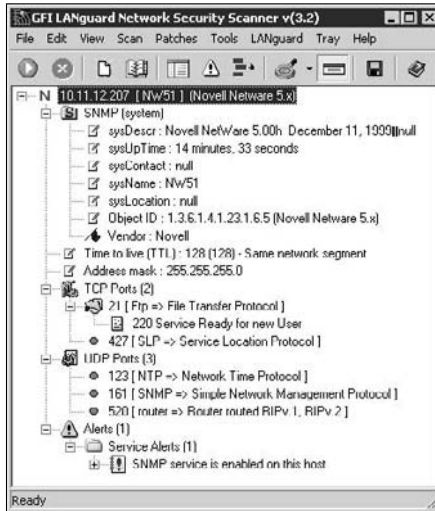 GFI LANguard Network Security Scanner v(3.2)
File Edit View Scan Patches Tools LANguard Tray Help
N 10.11.12.207 [ NW51 ] (Novell Netware 5.x)
SNMP (system)
sysDescr : Novell NetWare 5.00h December 11, 1999||null
sysUpTime : 14 minutes, 33 seconds
sysContact : null
sysName : NW51
sysLocation : null
Object ID : 1.3.6.1.4.1.23.1.6.5 (Novell Netware 5.x)
Vendor : Novell
Time to live (TTL) : 128 (128) - Same network segment
Address mask : 255.255.255.0
TCP Ports (2)
21 [ Ftp => File Transfer Protocol ]
220 Service Ready for new User
427 [ SLP => Service Location Protocol ]
UDP Ports (3)
123 [ NTP => Network Time Protocol ]
161 [ SNMP => Simple Network Management Protocol ]
520 [ router => Router routed RIPv.1, RIPv.2 ]
Alerts (1)
Service Alerts (1)
SNMP service is enabled on this host
Ready